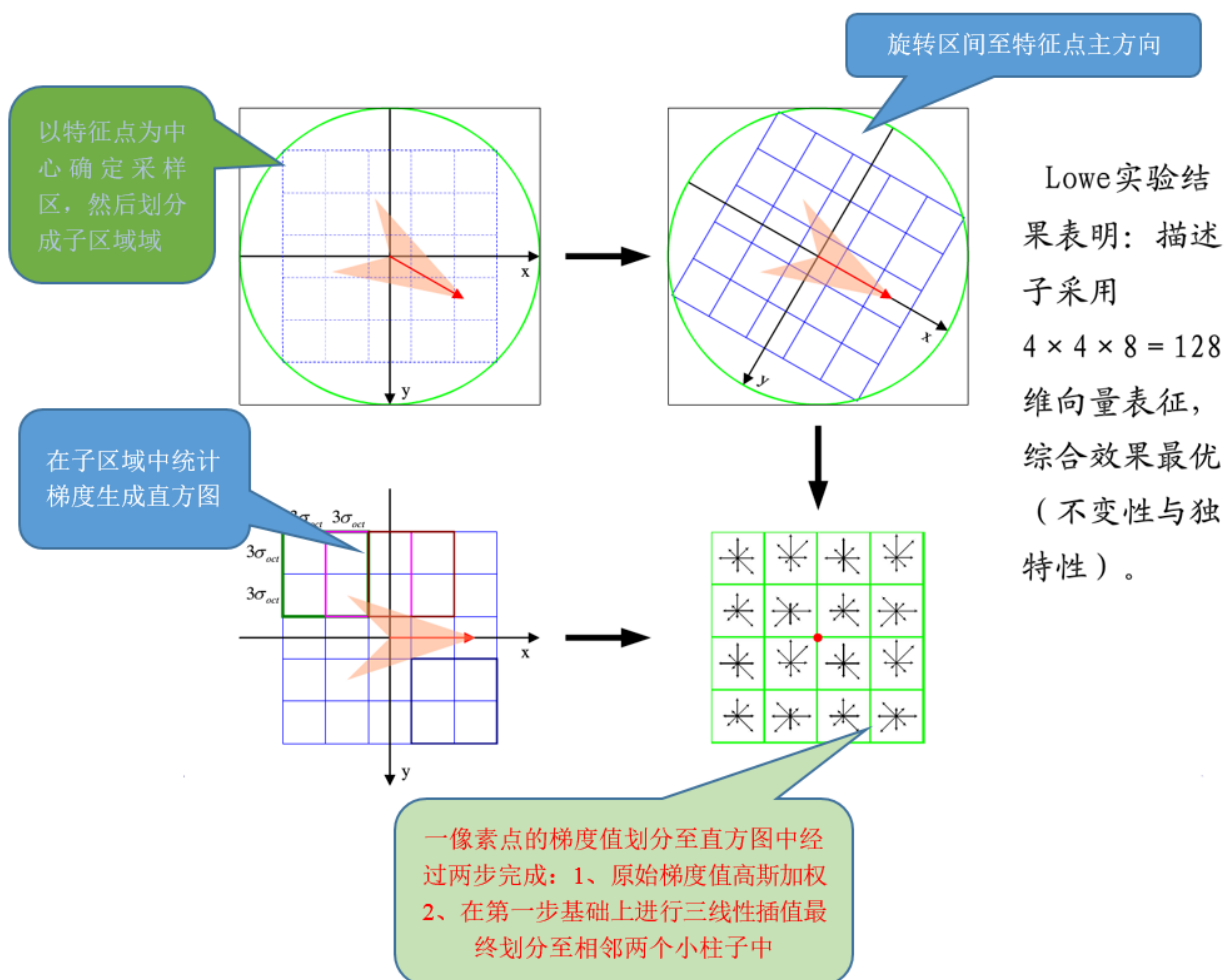 旋转区间至特征点主方向
以特征点为中
心确定采样
区，然后划分
成子区域域
x
y
x
y
Lowe实验结
果表明：描述
子采用
4×4×8=128
维向量表征，
综合效果最优
（不变性与独
特性）。
在子区域中统计
梯度生成直方图
3σoct
3σoct
3σoct
x
y
一像素点的梯度值划分至直方图中经
过两步完成：1、原始梯度值高斯加权
2、在第一步基础上进行三线性插值最
终划分至相邻两个小柱子中